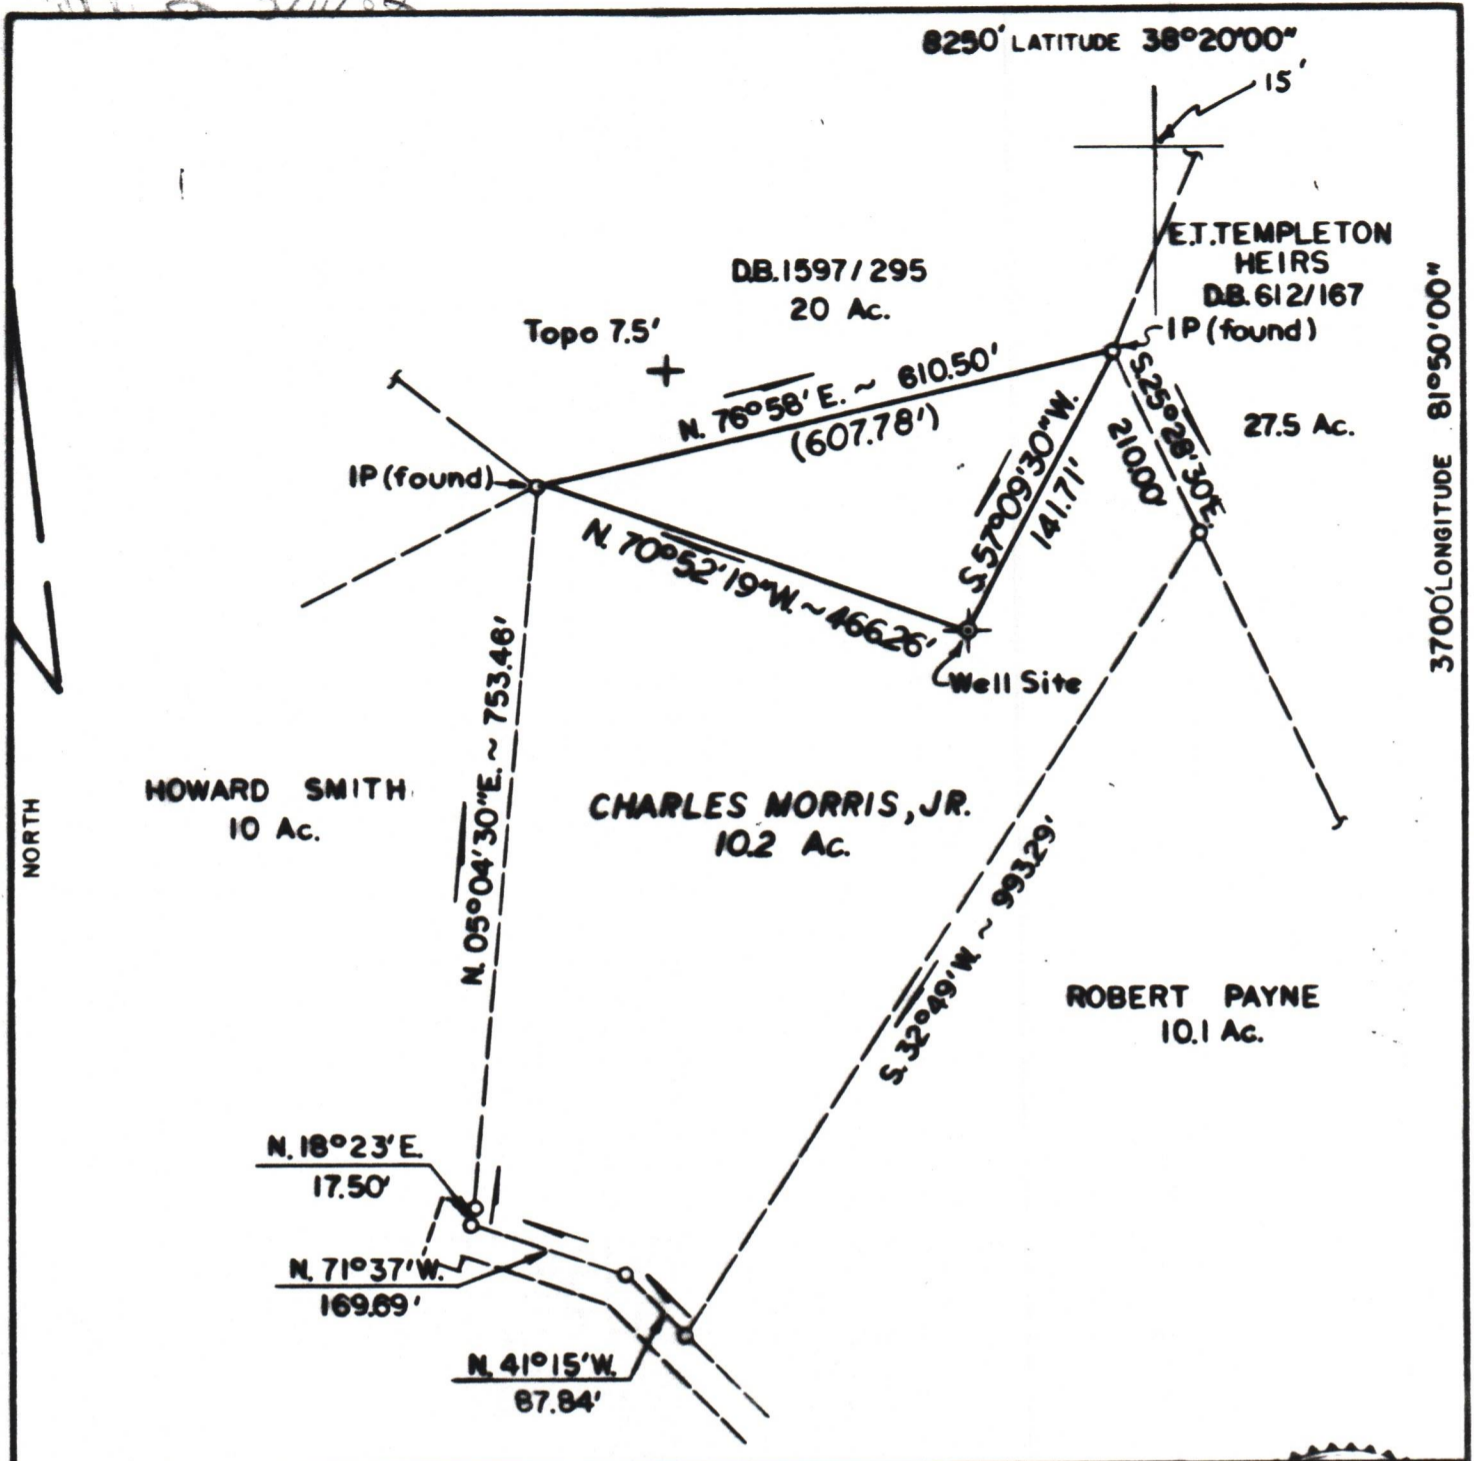 8250' LATITUDE 38°20'00"
15'
E.T. TEMPLETON
HEIRS
D.B. 612/167
D.B. 1597/295
20 Ac.
Topo 7.5'
IP (found)
N. 76°58' E. ~ 610.50'
(607.78')
27.5 Ac.
S. 25°28'30"E.
210.00'
S. 57°09'30"W.
141.71'
IP (found)
N. 70°52'19"W. ~ 466.26'
Well Site
3700' LONGITUDE 81°50'00"
N. 05°04'30"E. ~ 753.46'
HOWARD SMITH
10 Ac.
CHARLES MORRIS, JR.
10.2 Ac.
NORTH
S. 32°49' W. ~ 993.29'
ROBERT PAYNE
10.1 Ac.
N. 18°23' E.
17.50'
N. 71°37' W.
169.69'
N. 41°15' W.
87.84'